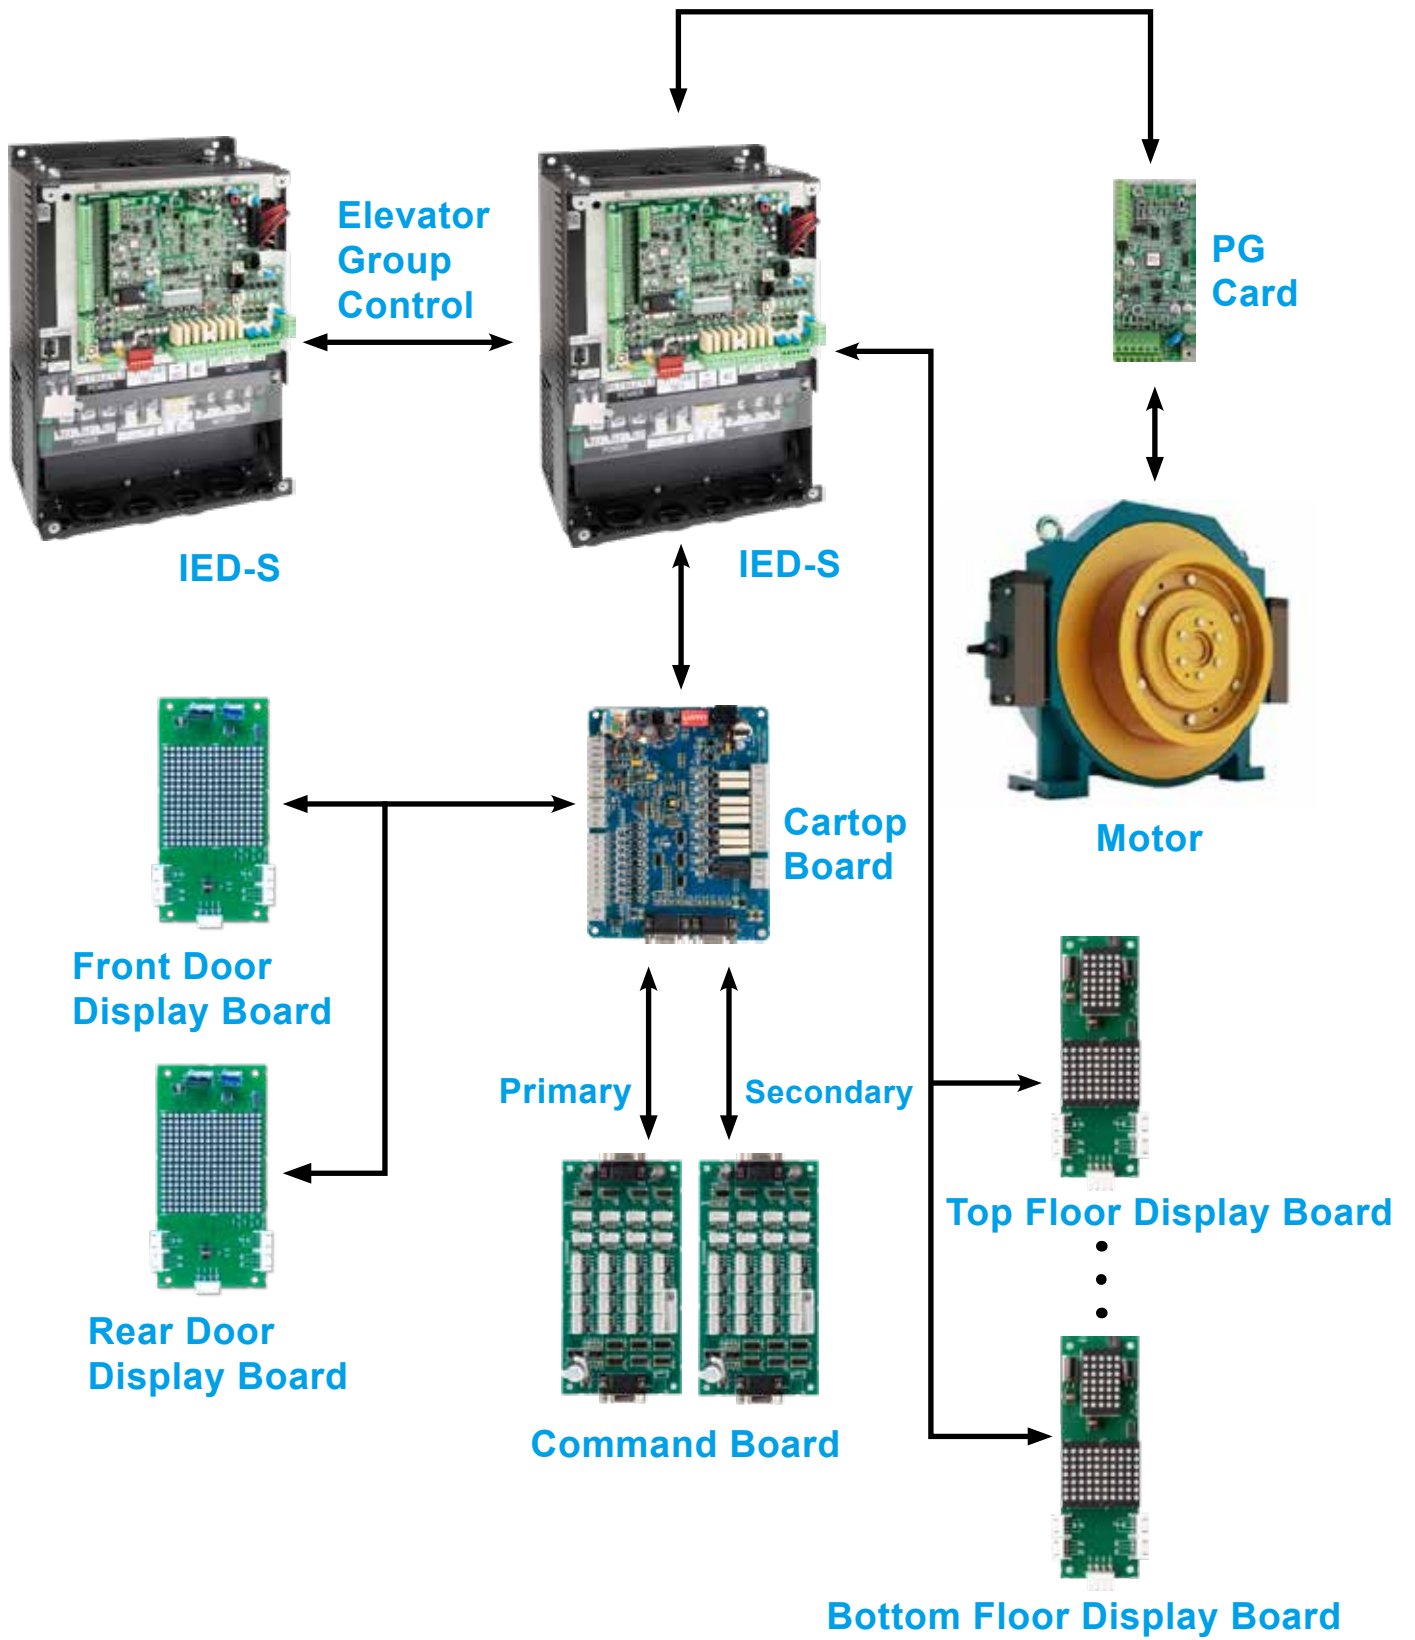 Elevator
Group
Control
PG
Card
IED-S
IED-S
Cartop
Board
Motor
Front Door
Display Board
Primary
Secondary
Top Floor Display Board
Rear Door
Display Board
Command Board
Bottom Floor Display Board